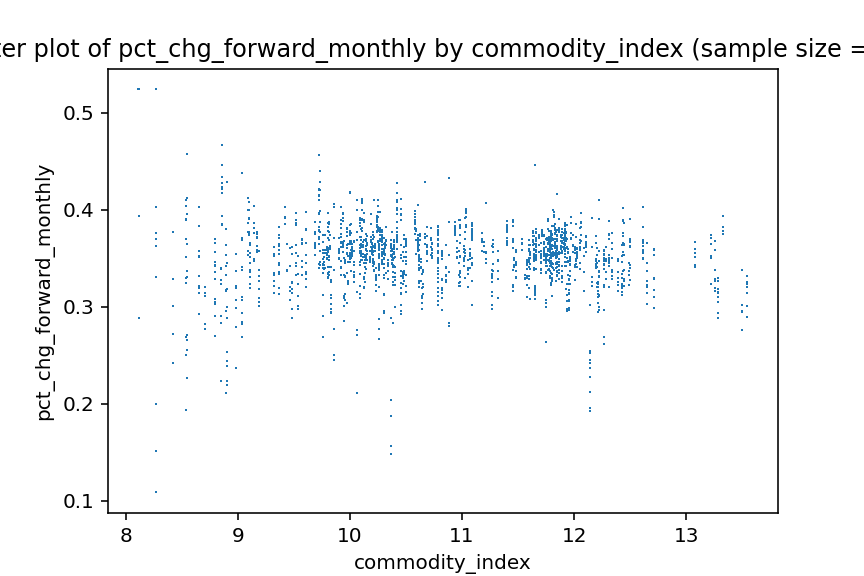 ter plot of pct_chg_forward_monthly by commodity_index (sample size =
0.5
0.4
0.3
0.2
0.1
pct_chg_forward_monthly
8 9 10 11 12 13
commodity_index